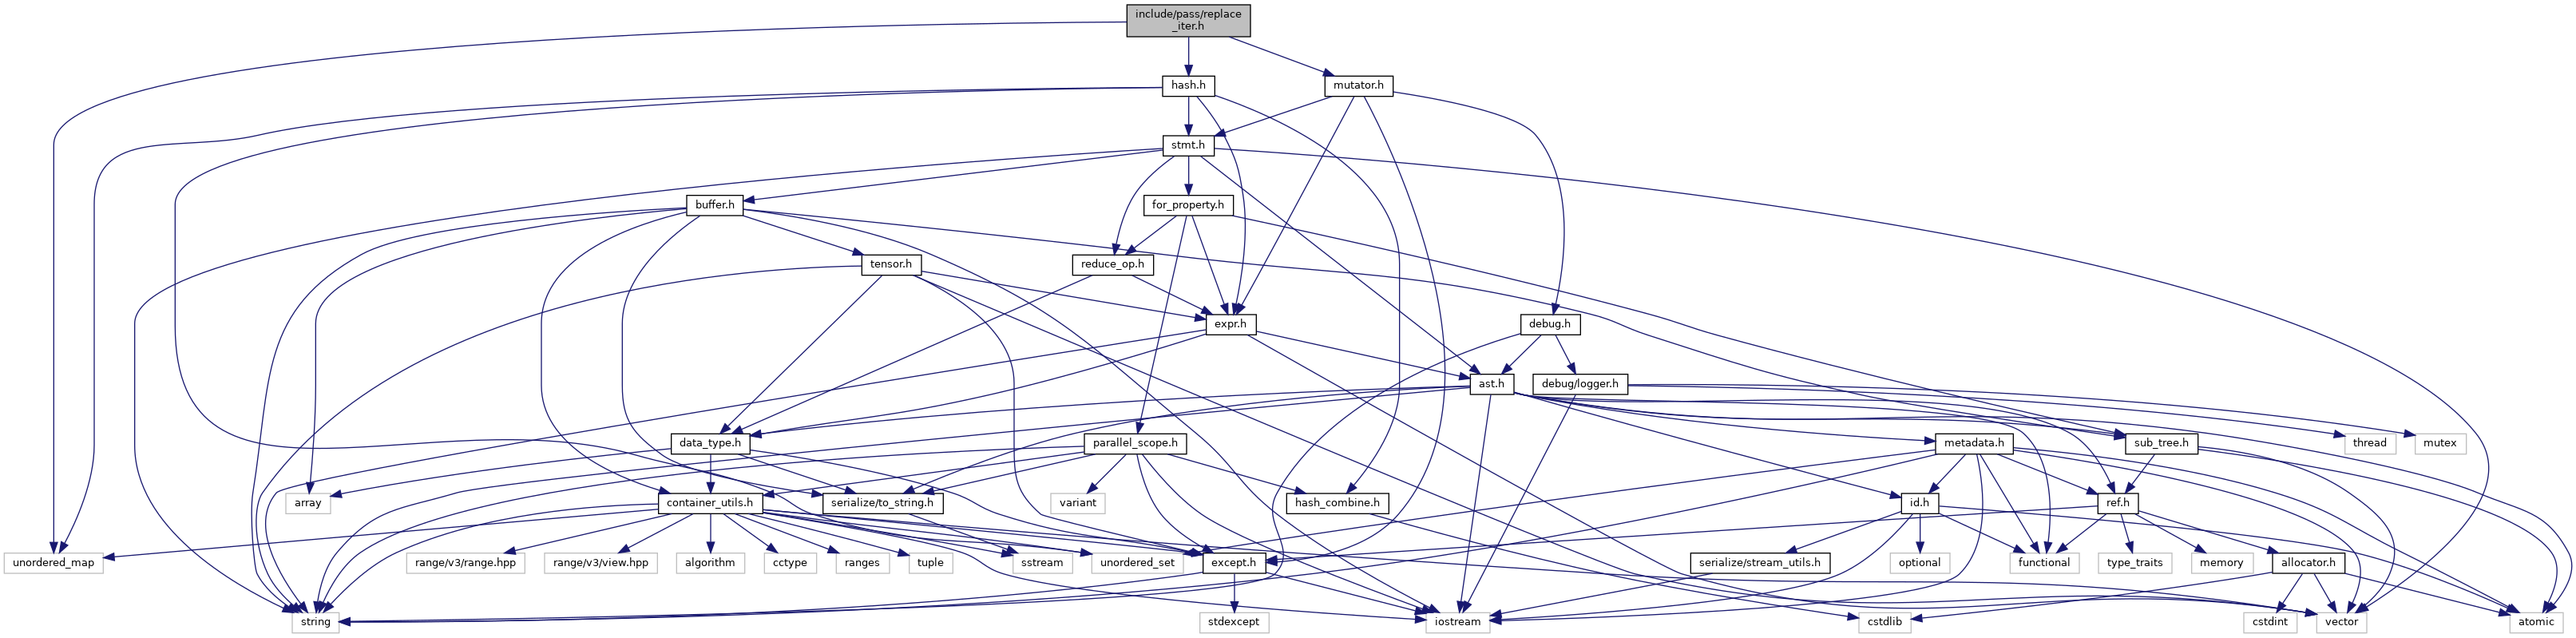 include/pass/replace
_iter.h
hash.h
mutator.h
stmt.h
buffer.h
for_property.h
tensor.h
reduce_op.h
expr.h
debug.h
ast.h
debug/logger.h
data_type.h
parallel_scope.h
metadata.h
sub_tree.h
thread
mutex
array
container_utils.h
serialize/to_string.h
variant
hash_combine.h
id.h
ref.h
unordered_map
range/v3/range.hpp
range/v3/view.hpp
algorithm
cctype
ranges
tuple
sstream
unordered_set
except.h
serialize/stream_utils.h
optional
functional
type_traits
memory
allocator.h
string
stdexcept
iostream
cstdlib
cstdint
vector
atomic